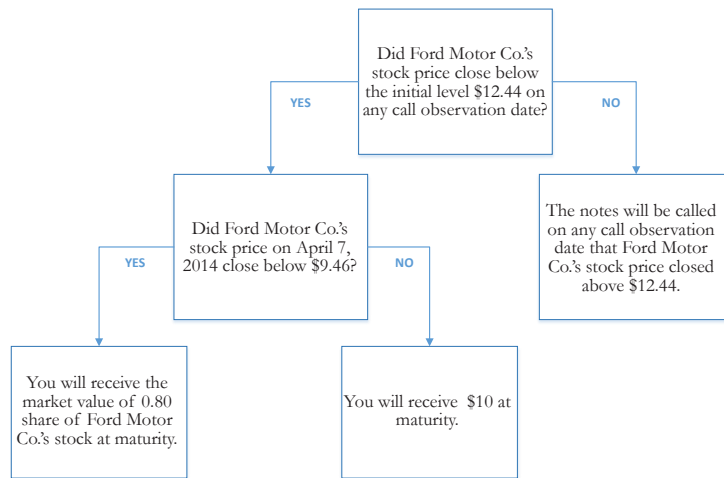 Did Ford Motor Co.'s
stock price close below
the initial level $12.44 on
any call observation date?
YES
NO
Did Ford Motor Co.'s
stock price on April 7,
2014 close below $9.46?
The notes will be called
on any call observation
date that Ford Motor
Co.'s stock price closed
above $12.44.
YES
NO
You will receive the
market value of 0.80
share of Ford Motor
Co.'s stock at maturity.
You will receive $10 at
maturity.